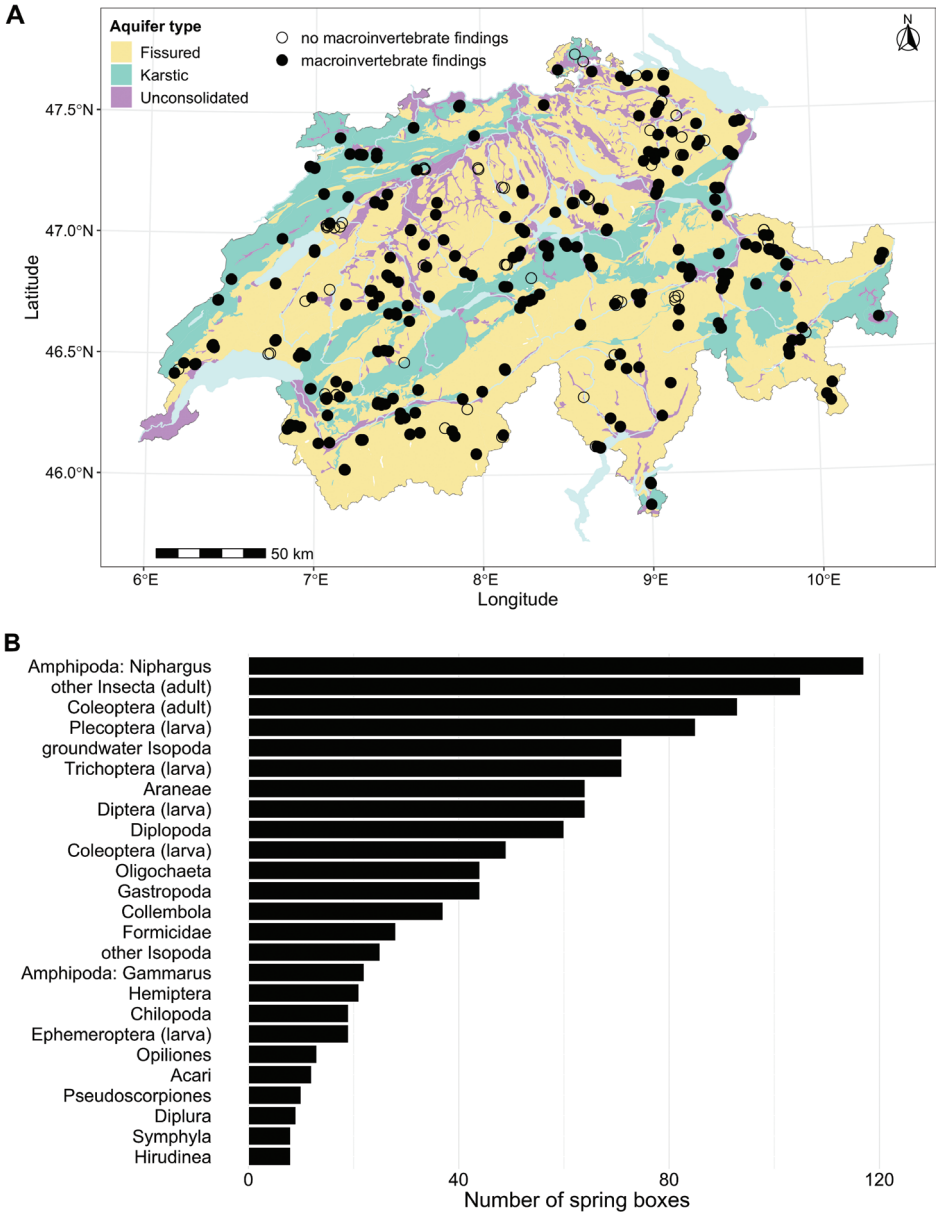 A
Aquifer type
Fissured
Karstic
Unconsolidated
no macroinvertebrate findings
macroinvertebrate findings
N
47.5°N
47.0°N
46.5°N
46.0°N
Latitude
50 km
6°E 7°E 8°E 9°E 10°E
Longitude
B
Amphipoda: Niphargus
other Insecta (adult)
Coleoptera (adult)
Plecoptera (larva)
groundwater Isopoda
Trichoptera (larva)
Araneae
Diptera (larva)
Diplopoda
Coleoptera (larva)
Oligochaeta
Gastropoda
Collembola
Formicidae
other Isopoda
Amphipoda: Gammarus
Hemiptera
Chilopoda
Ephemeroptera (larva)
Opiliones
Acari
Pseudoscorpiones
Diplura
Symphyla
Hirudinea
0 40 80 120
Number of spring boxes